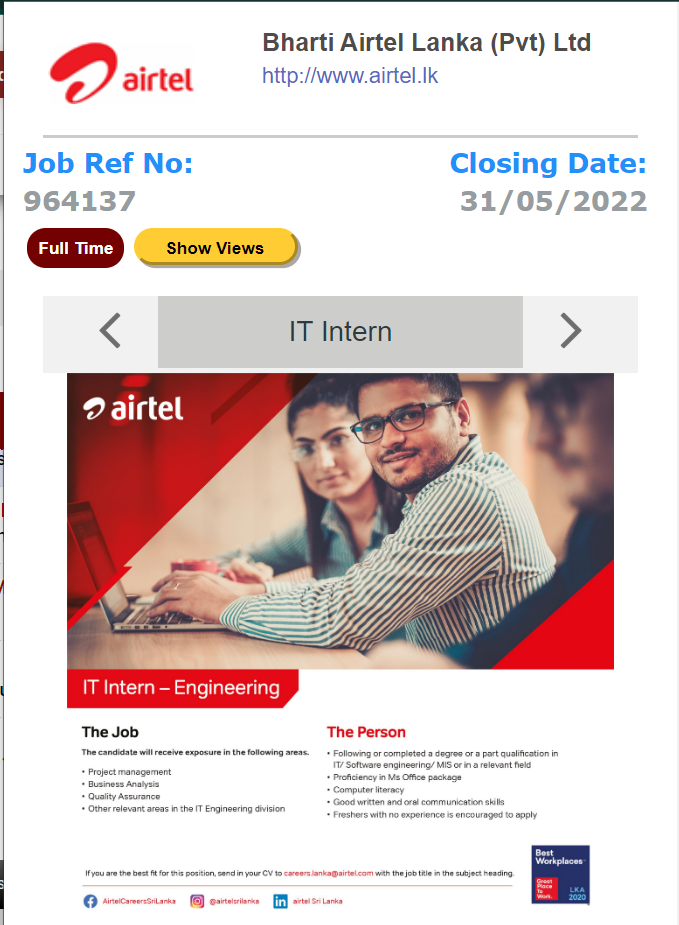 airtel
Bharti Airtel Lanka (Pvt) Ltd
http://www.airtel.lk
Job Ref No:
Closing Date:
964137
31/05/2022
Full Time
Show Views
IT Intern
airtel
IT Intern – Engineering
The Job
The candidate will receive exposure in the following areas.
• Project management
• Business Analysis
• Quality Assurance
• Other relevant areas in the IT Engineering division
The Person
• Following or completed a degree or a part qualification in
IT/ Software engineering/ MIS or in a relevant field
• Proficiency in Ms Office package
• Computer literacy
• Good written and oral communication skills
• Freshers with no experience is encouraged to apply
Best
Workplaces™
Great
Place
To
Work.
LKA
2020
If you are the best fit for this position, send in your CV to careers.lanka@airtel.com with the job title in the subject heading.
AirtelCareersSriLanka
@airtelsrilanka
airtel Sri Lanka